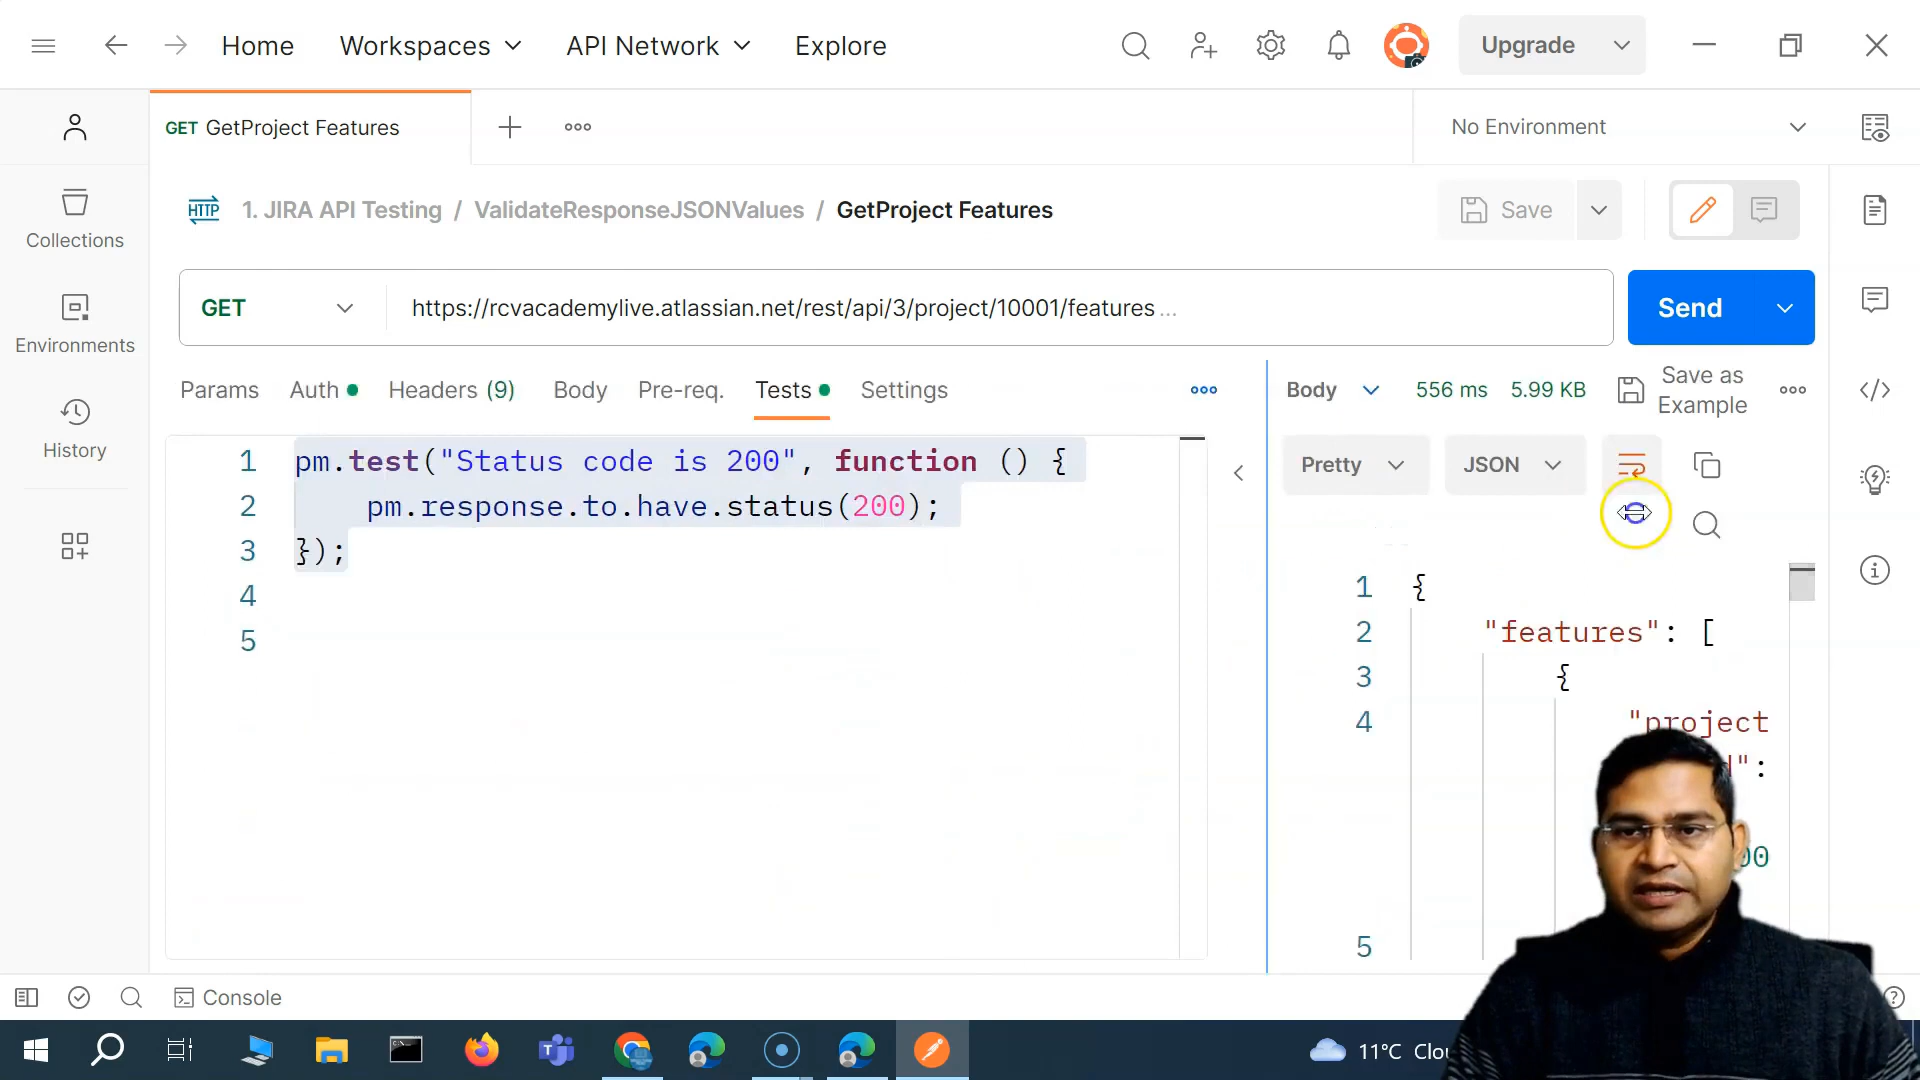 Home Workspaces API Network Explore Upgrade
GET GetProject Features No Environment
HTTP 1. JIRA API Testing / ValidateResponseJSONValues / GetProject Features Save
Collections
GET https://rcvacademylive.atlassian.net/rest/api/3/project/10001/features ... Send
Environments
Params Auth Headers (9) Body Pre-req. Tests Settings
Body 556 ms 5.99 KB Save as Example
History
Pretty JSON
1 pm.test("Status code is 200", function () {
2 pm.response.to.have.status(200);
3 });
4
5
1 {
2 "features": [
3 {
4 "project
":
00
5
Console
11°C